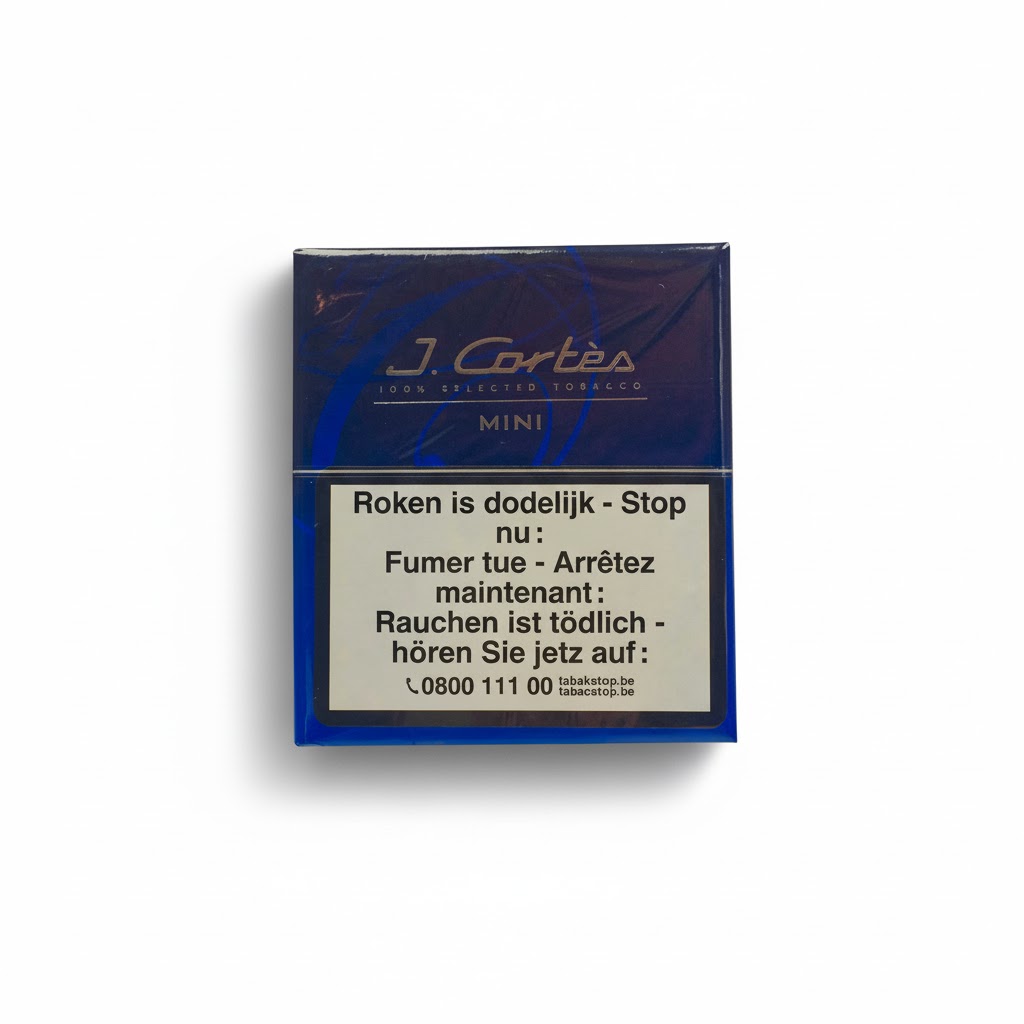 J. Cortès
100% SELECTED TOBACCO
MINI
Roken is dodelijk - Stop
nu :
Fumer tue - Arrêtez
maintenant :
Rauchen ist tödlich -
hören Sie jetz auf :
0800 111 00 tabakstop.be
tabacstop.be